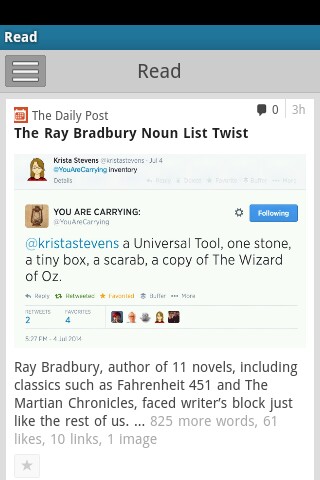 Read
Read
The Daily Post
0
3h
The Ray Bradbury Noun List Twist
Krista Stevens @kristastevens · Jul 4
@YouAreCarrying inventory
Details
Reply Delete Favorite Buffer More
YOU ARE CARRYING:
@YouAreCarrying
Following
@kristastevens a Universal Tool, one stone,
a tiny box, a scarab, a copy of The Wizard
of Oz.
Reply Retweeted Favorited Buffer More
RETWEETS FAVORITES
2 4
5:27 PM - 4 Jul 2014
Ray Bradbury, author of 11 novels, including
classics such as Fahrenheit 451 and The
Martian Chronicles, faced writer's block just
like the rest of us. ... 825 more words, 61
likes, 10 links, 1 image